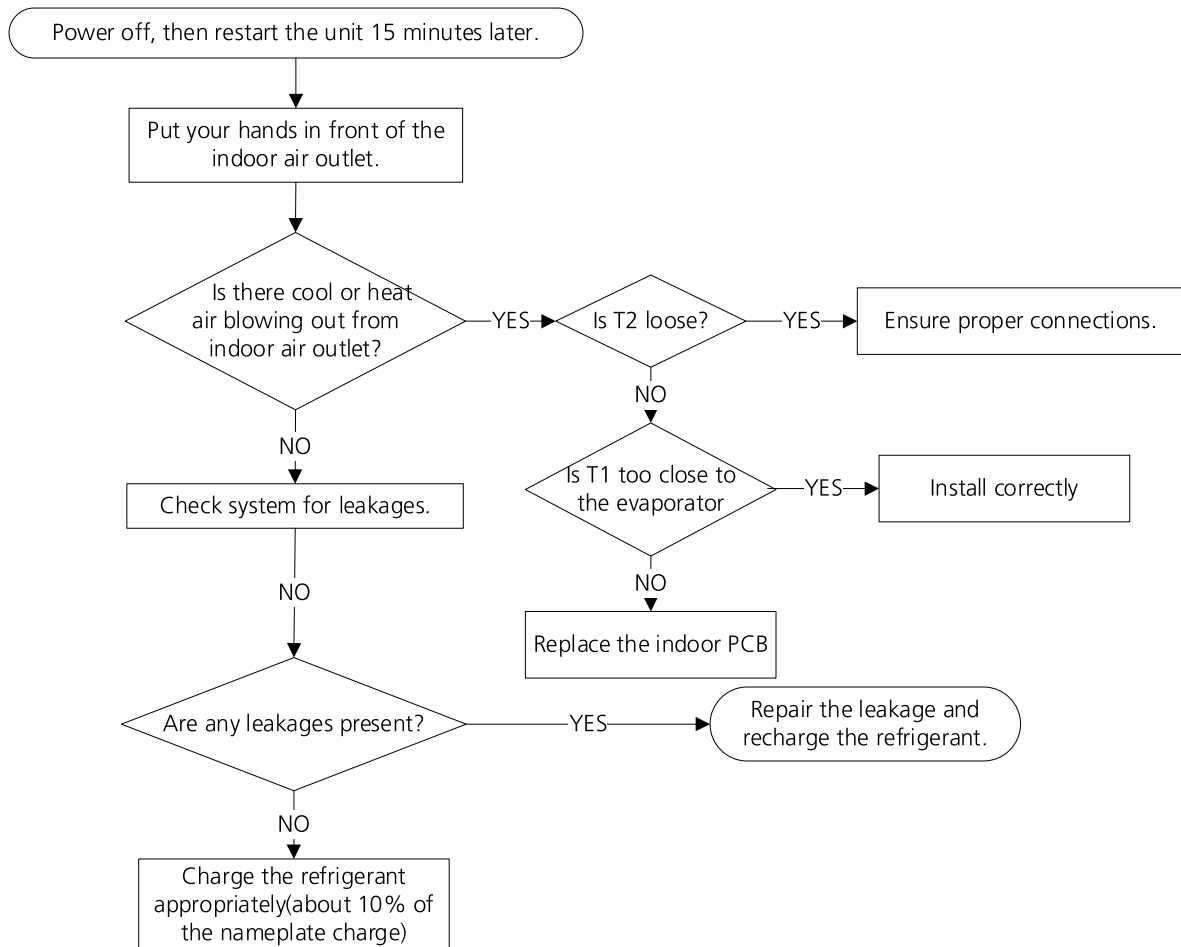 Power off, then restart the unit 15 minutes later.
Put your hands in front of the
indoor air outlet.
Is there cool or heat
air blowing out from
indoor air outlet?
YES
Is T2 loose?
YES
Ensure proper connections.
NO
NO
Is T1 too close to
the evaporator
YES
Install correctly
Check system for leakages.
NO
NO
Replace the indoor PCB
Are any leakages present?
YES
Repair the leakage and
recharge the refrigerant.
NO
Charge the refrigerant
appropriately(about 10% of
the nameplate charge)